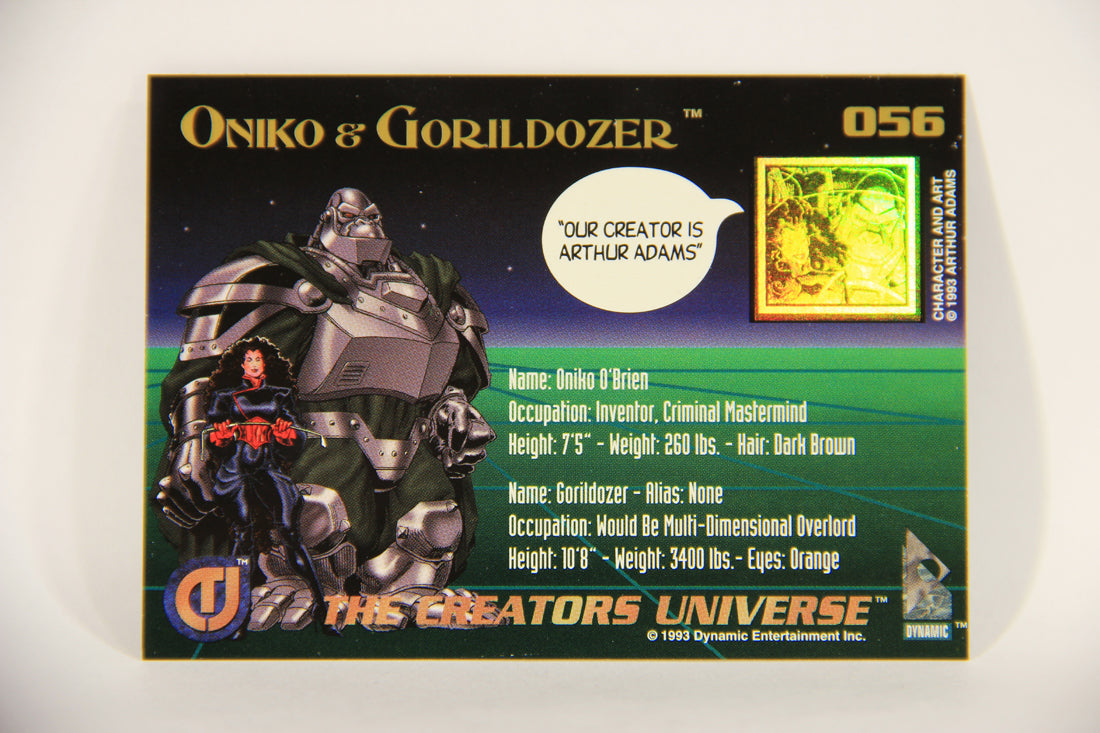 ONIKO & GORILDOZER™
056
"OUR CREATOR IS
ARTHUR ADAMS"
CHARACTER AND ART
© 1993 ARTHUR ADAMS
Name: Oniko O'Brien
Occupation: Inventor, Criminal Mastermind
Height: 7'5" - Weight: 260 lbs. - Hair: Dark Brown
Name: Gorildozer - Alias: None
Occupation: Would Be Multi-Dimensional Overlord
Height: 10'8" - Weight: 3400 lbs.- Eyes: Orange
CU™
THE CREATORS UNIVERSE™
© 1993 Dynamic Entertainment Inc.
DYNAMIC™